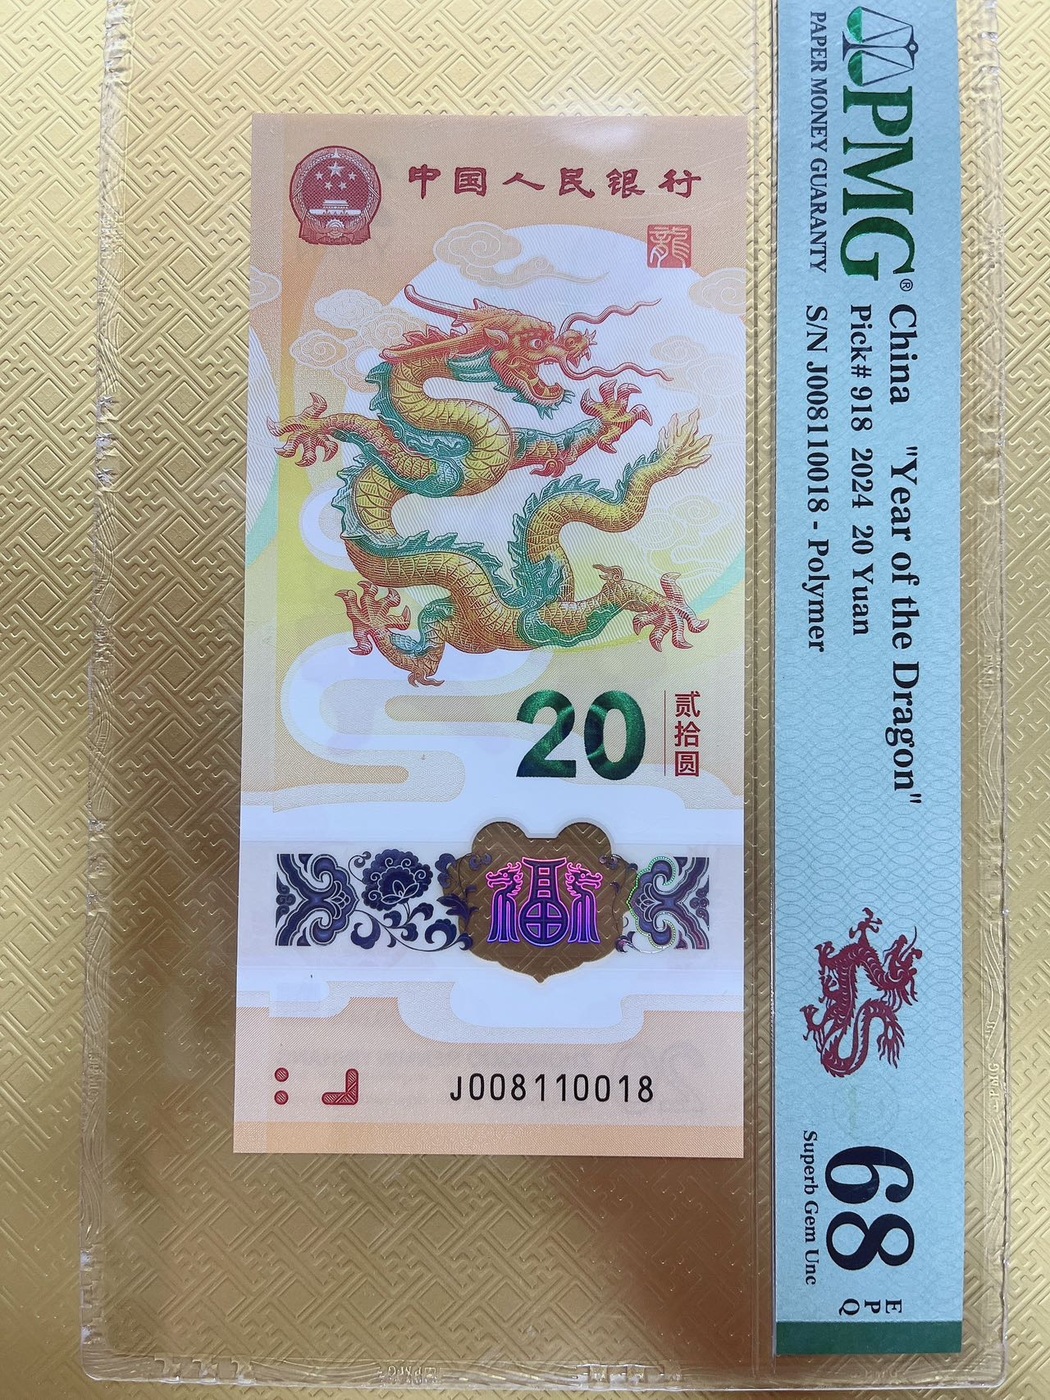 中国人民银行
龍
20
贰拾圆
福
J008110018
PMG®
PAPER MONEY GUARANTY
China "Year of the Dragon"
Pick# 918 2024 20 Yuan
S/N J008110018 - Polymer
68
EPQ
Superb Gem Unc